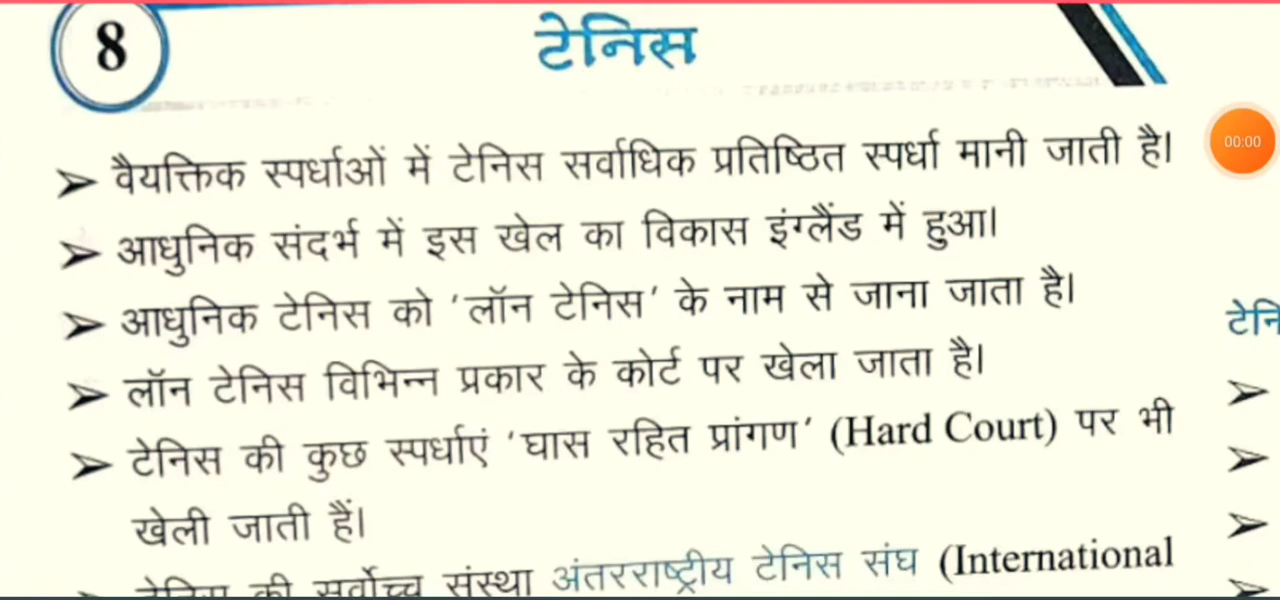 8
टेनिस
➢ वैयक्तिक स्पर्धाओं में टेनिस सर्वाधिक प्रतिष्ठित स्पर्धा मानी जाती है।
00:00
➢ आधुनिक संदर्भ में इस खेल का विकास इंग्लैंड में हुआ।
➢ आधुनिक टेनिस को ‘लॉन टेनिस’ के नाम से जाना जाता है।
➢ लॉन टेनिस विभिन्न प्रकार के कोर्ट पर खेला जाता है।
➢ टेनिस की कुछ स्पर्धाएं ‘घास रहित प्रांगण’ (Hard Court) पर भी
खेली जाती हैं।
टेनिस की सर्वोच्च संस्था अंतरराष्ट्रीय टेनिस संघ (International